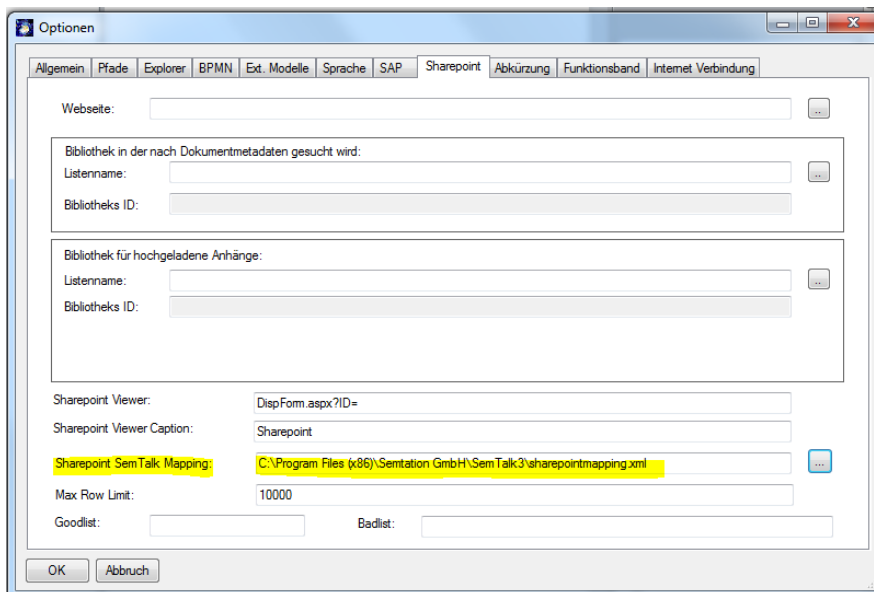 Optionen
Allgemein Pfade Explorer BPMN Ext. Modelle Sprache SAP Sharepoint Abkürzung Funktionsband Internet Verbindung
Webseite: ..
Bibliothek in der nach Dokumentmetadaten gesucht wird:
Listenname: ..
Bibliotheks ID:
Bibliothek für hochgeladene Anhänge:
Listenname: ..
Bibliotheks ID:
Sharepoint Viewer: DispForm.aspx?ID=
Sharepoint Viewer Caption: Sharepoint
Sharepoint SemTalk Mapping: C:\Program Files (x86)\Semtation GmbH\SemTalk3\sharepointmapping.xml ...
Max Row Limit: 10000
Goodlist: Badlist:
OK Abbruch